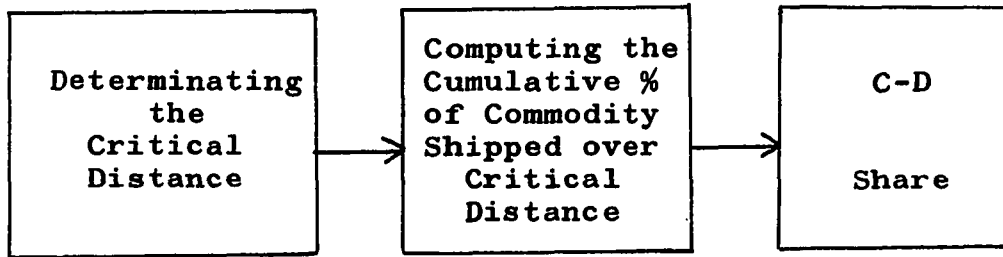 Determinating
the
Critical
Distance
Computing the
Cumulative %
of Commodity
Shipped over
Critical
Distance
C-D
Share